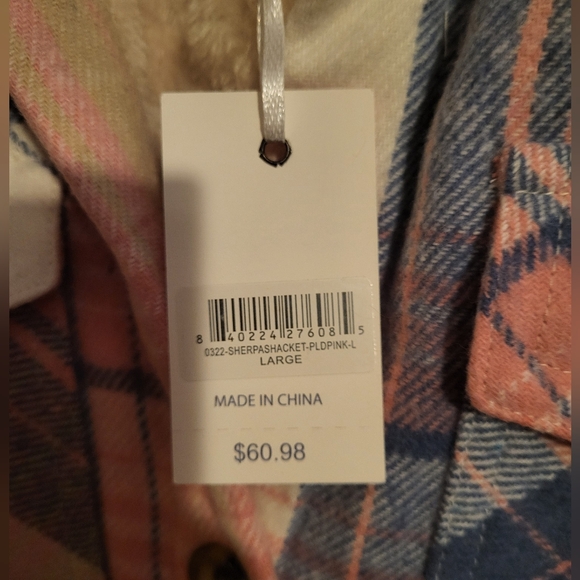 8 40224 27608 5
0322-SHERPASHACKET-PLDPINK-L
LARGE
MADE IN CHINA
$60.98